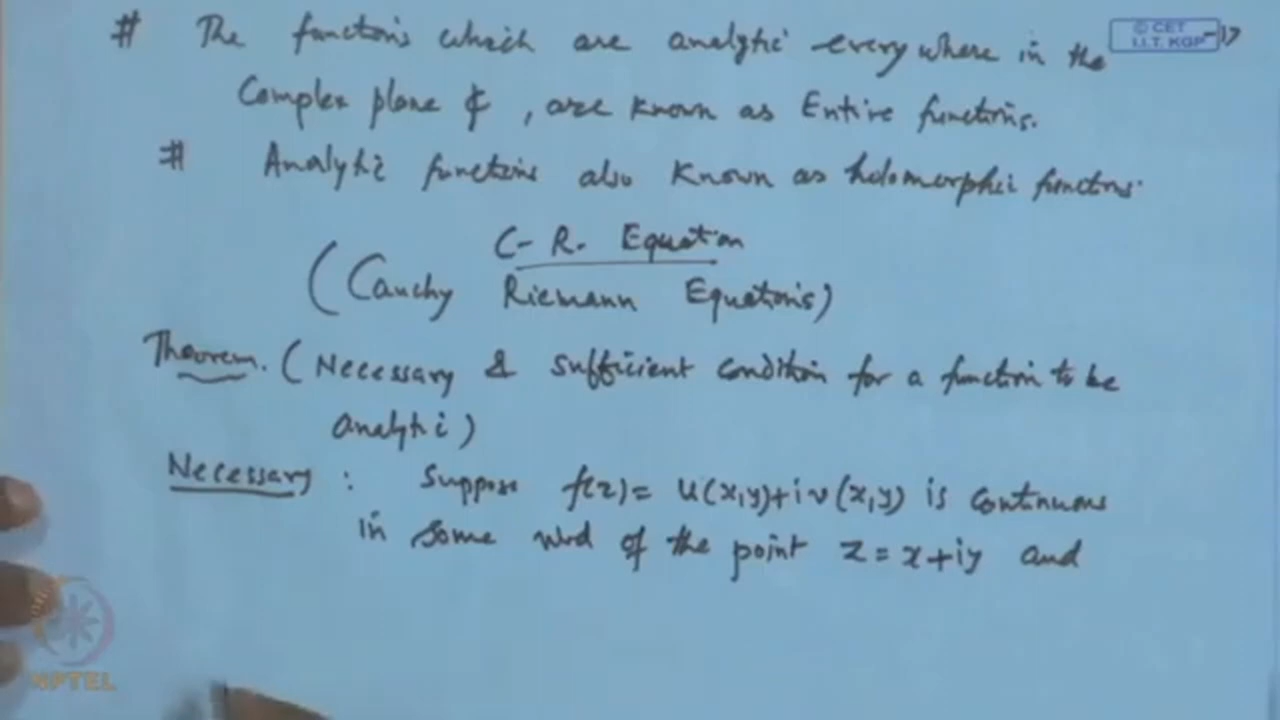 # The functions which are analytic everywhere in the
© CET
I.I.T. KGP
-17
Complex plane ₵, are known as Entire functions.
# Analytic functions also known as holomorphic functions.
C-R. Equation
(Cauchy Riemann Equations)
Theorem. (Necessary & sufficient condition for a function to be
analytic)
Necessary : Suppose f(z) = u(x,y)+iv(x,y) is continuous
in some nbd of the point z = x+iy and
NPTEL